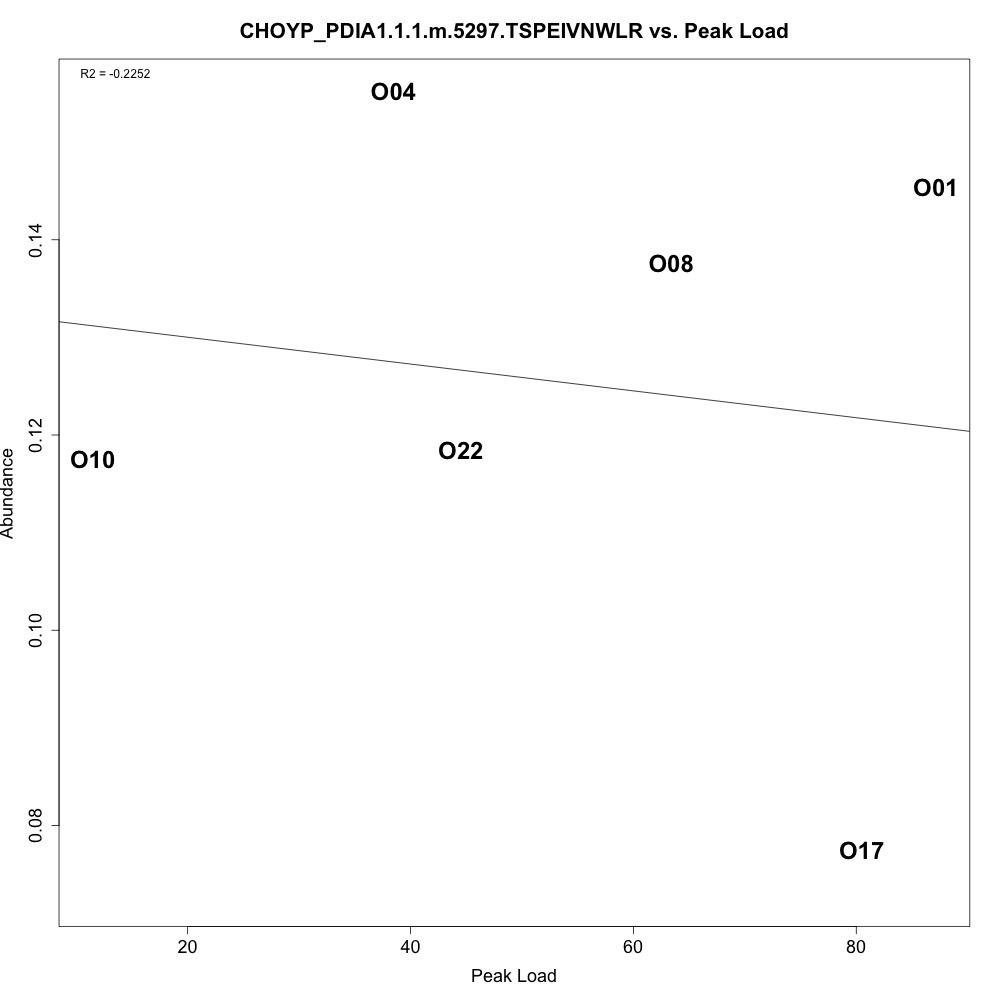 CHOYP_PDIA1.1.1.m.5297.TSPEIVNWLR vs. Peak Load
R2 = -0.2252
O04
O01
O08
O22
O10
O17
0.14
0.12
0.10
0.08
Abundance
20 40 60 80
Peak Load